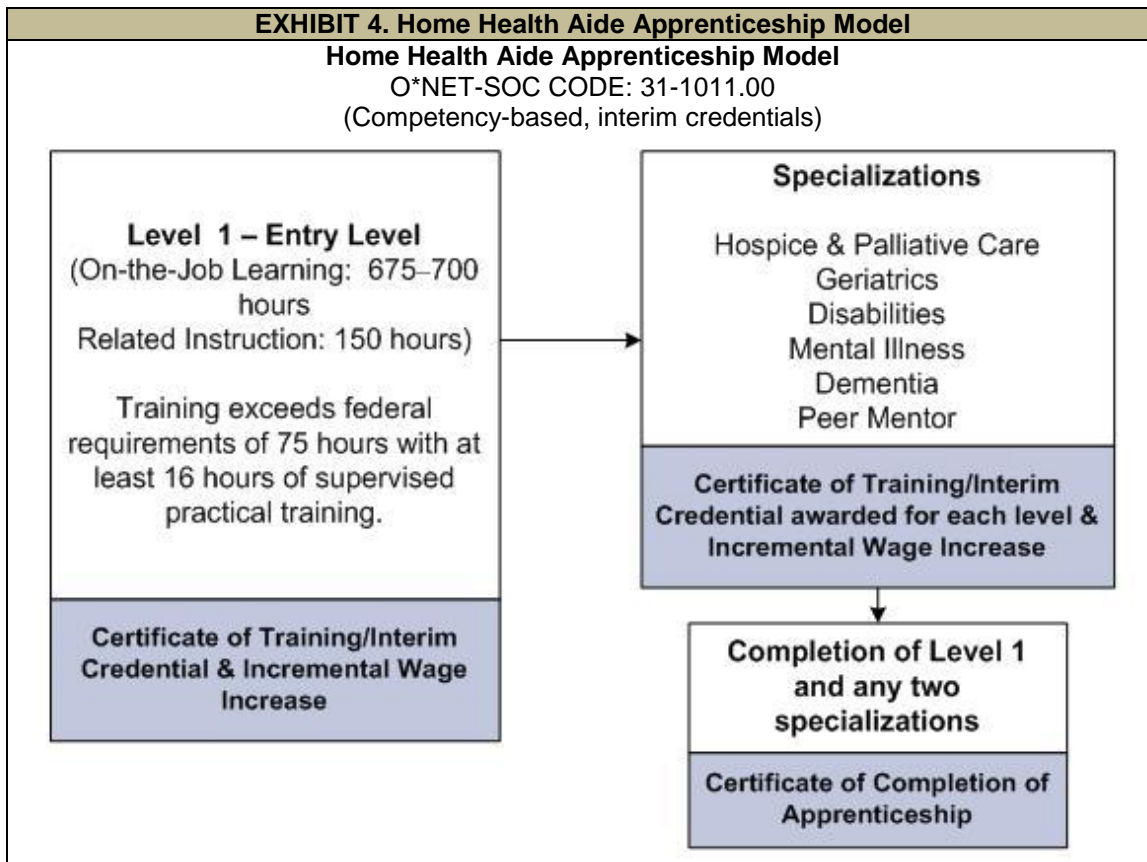 EXHIBIT 4. Home Health Aide Apprenticeship Model
Home Health Aide Apprenticeship Model
O*NET-SOC CODE: 31-1011.00
(Competency-based, interim credentials)
Level 1 – Entry Level
(On-the-Job Learning: 675–700
hours
Related Instruction: 150 hours)
Training exceeds federal
requirements of 75 hours with at
least 16 hours of supervised
practical training.
Certificate of Training/Interim
Credential & Incremental Wage
Increase
Specializations
Hospice & Palliative Care
Geriatrics
Disabilities
Mental Illness
Dementia
Peer Mentor
Certificate of Training/Interim
Credential awarded for each level &
Incremental Wage Increase
Completion of Level 1
and any two
specializations
Certificate of Completion of
Apprenticeship